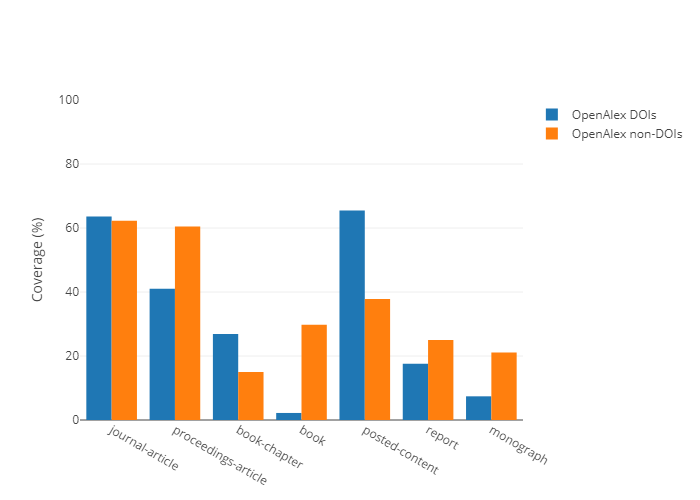 100
80
60
40
20
0
Coverage (%)
journal-article
proceedings-article
book-chapter
book
posted-content
report
monograph
OpenAlex DOIs
OpenAlex non-DOIs